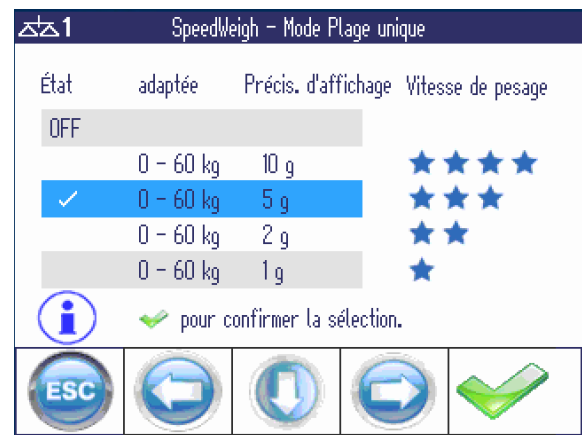 1 SpeedWeigh – Mode Plage unique
État adaptée Précis. d'affichage Vitesse de pesage
OFF
0 – 60 kg 10 g
0 – 60 kg 5 g
0 – 60 kg 2 g
0 – 60 kg 1 g
i pour confirmer la sélection.
ESC